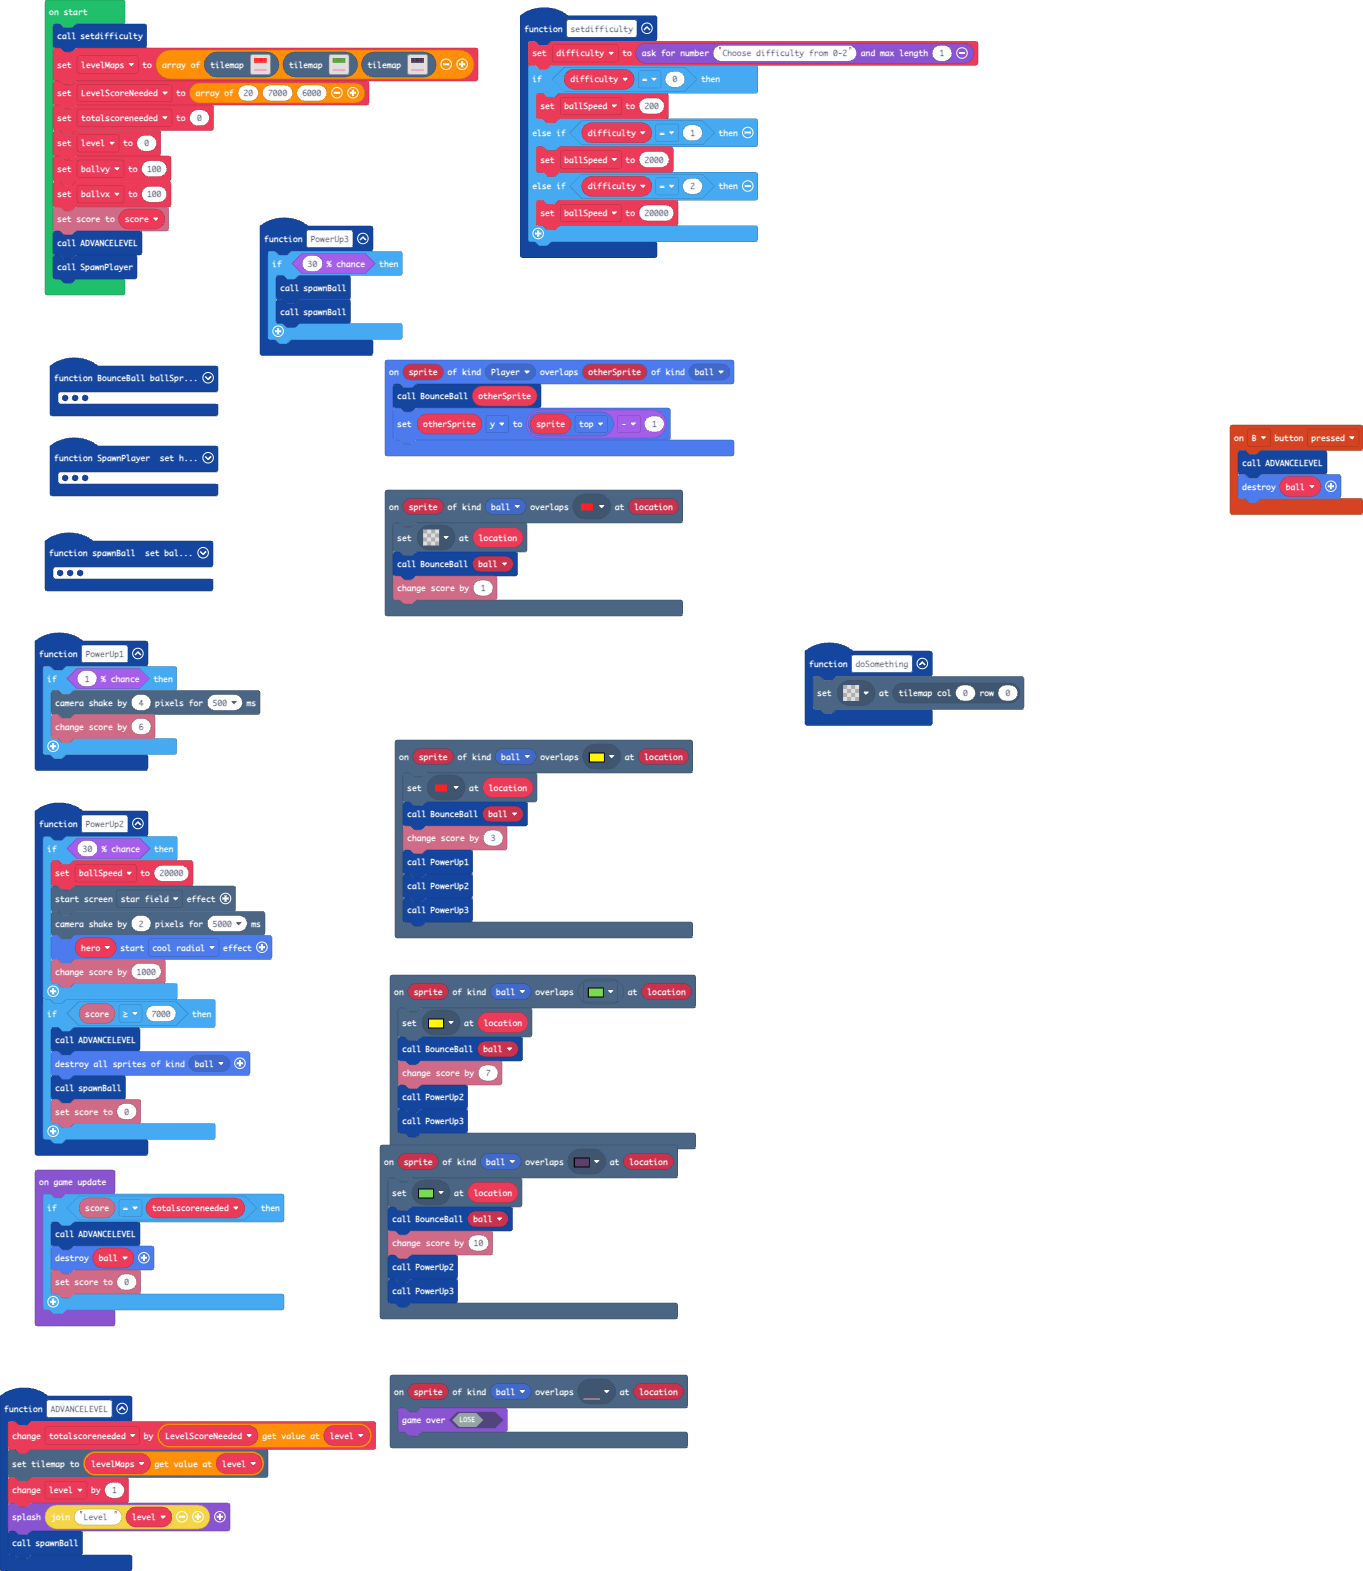 on start
call setdifficulty
set levelMaps to array of tilemap tilemap tilemap
set LevelScoreNeeded to array of 20 7000 6000
set totalscoreneeded to 0
set level to 0
set ballvy to 100
set ballvx to 100
set score to score
call ADVANCELEVEL
call SpawnPlayer
function setdifficulty
set difficulty to ask for number "Choose difficulty from 0-2" and max length 1
if difficulty = 0 then
set ballSpeed to 200
else if difficulty = 1 then
set ballSpeed to 2000
else if difficulty = 2 then
set ballSpeed to 20000
function PowerUp3
if 30 % chance then
call spawnBall
call spawnBall
function BounceBall ballSpr...
function SpawnPlayer set h...
function spawnBall set bal...
on sprite of kind Player overlaps otherSprite of kind ball
call BounceBall otherSprite
set otherSprite y to sprite top - 1
on B button pressed
call ADVANCELEVEL
destroy ball
on sprite of kind ball overlaps at location
set at location
call BounceBall ball
change score by 1
function PowerUp1
if 1 % chance then
camera shake by 4 pixels for 500 ms
change score by 6
function doSomething
set at tilemap col 0 row 0
on sprite of kind ball overlaps at location
set at location
call BounceBall ball
change score by 3
call PowerUp1
call PowerUp2
call PowerUp3
function PowerUp2
if 30 % chance then
set ballSpeed to 20000
start screen star field effect
camera shake by 2 pixels for 5000 ms
hero start cool radial effect
change score by 1000
if score ≥ 7000 then
call ADVANCELEVEL
destroy all sprites of kind ball
call spawnBall
set score to 0
on sprite of kind ball overlaps at location
set at location
call BounceBall ball
change score by 7
call PowerUp2
call PowerUp3
on sprite of kind ball overlaps at location
set at location
call BounceBall ball
change score by 10
call PowerUp2
call PowerUp3
on game update
if score = totalscoreneeded then
call ADVANCELEVEL
destroy ball
set score to 0
on sprite of kind ball overlaps at location
game over LOSE
function ADVANCELEVEL
change totalscoreneeded by LevelScoreNeeded get value at level
set tilemap to levelMaps get value at level
change level by 1
splash join "Level " level
call spawnBall